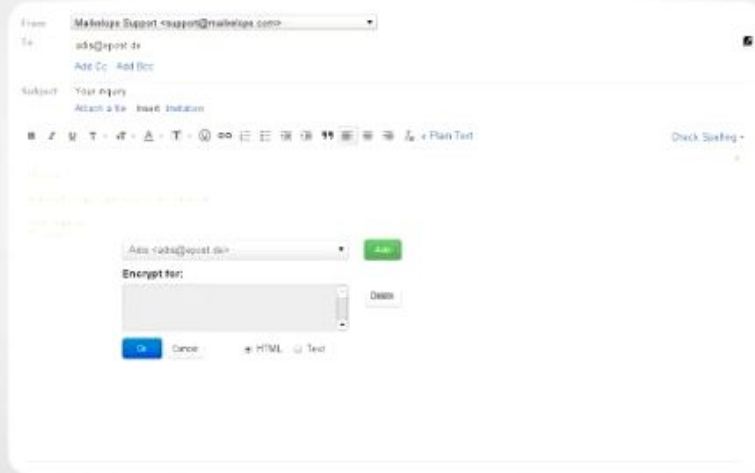 From Mailvelope Support <support@mailvelope.com>
To adis@epost.de
Add Cc Add Bcc
Subject Your inquiry
Attach a file Insert: Invitation
B I U T T A T « Plain Text Check Spelling
Adis <adis@epost.de> Add
Encrypt for:
Delete
Ok Cancel HTML Text